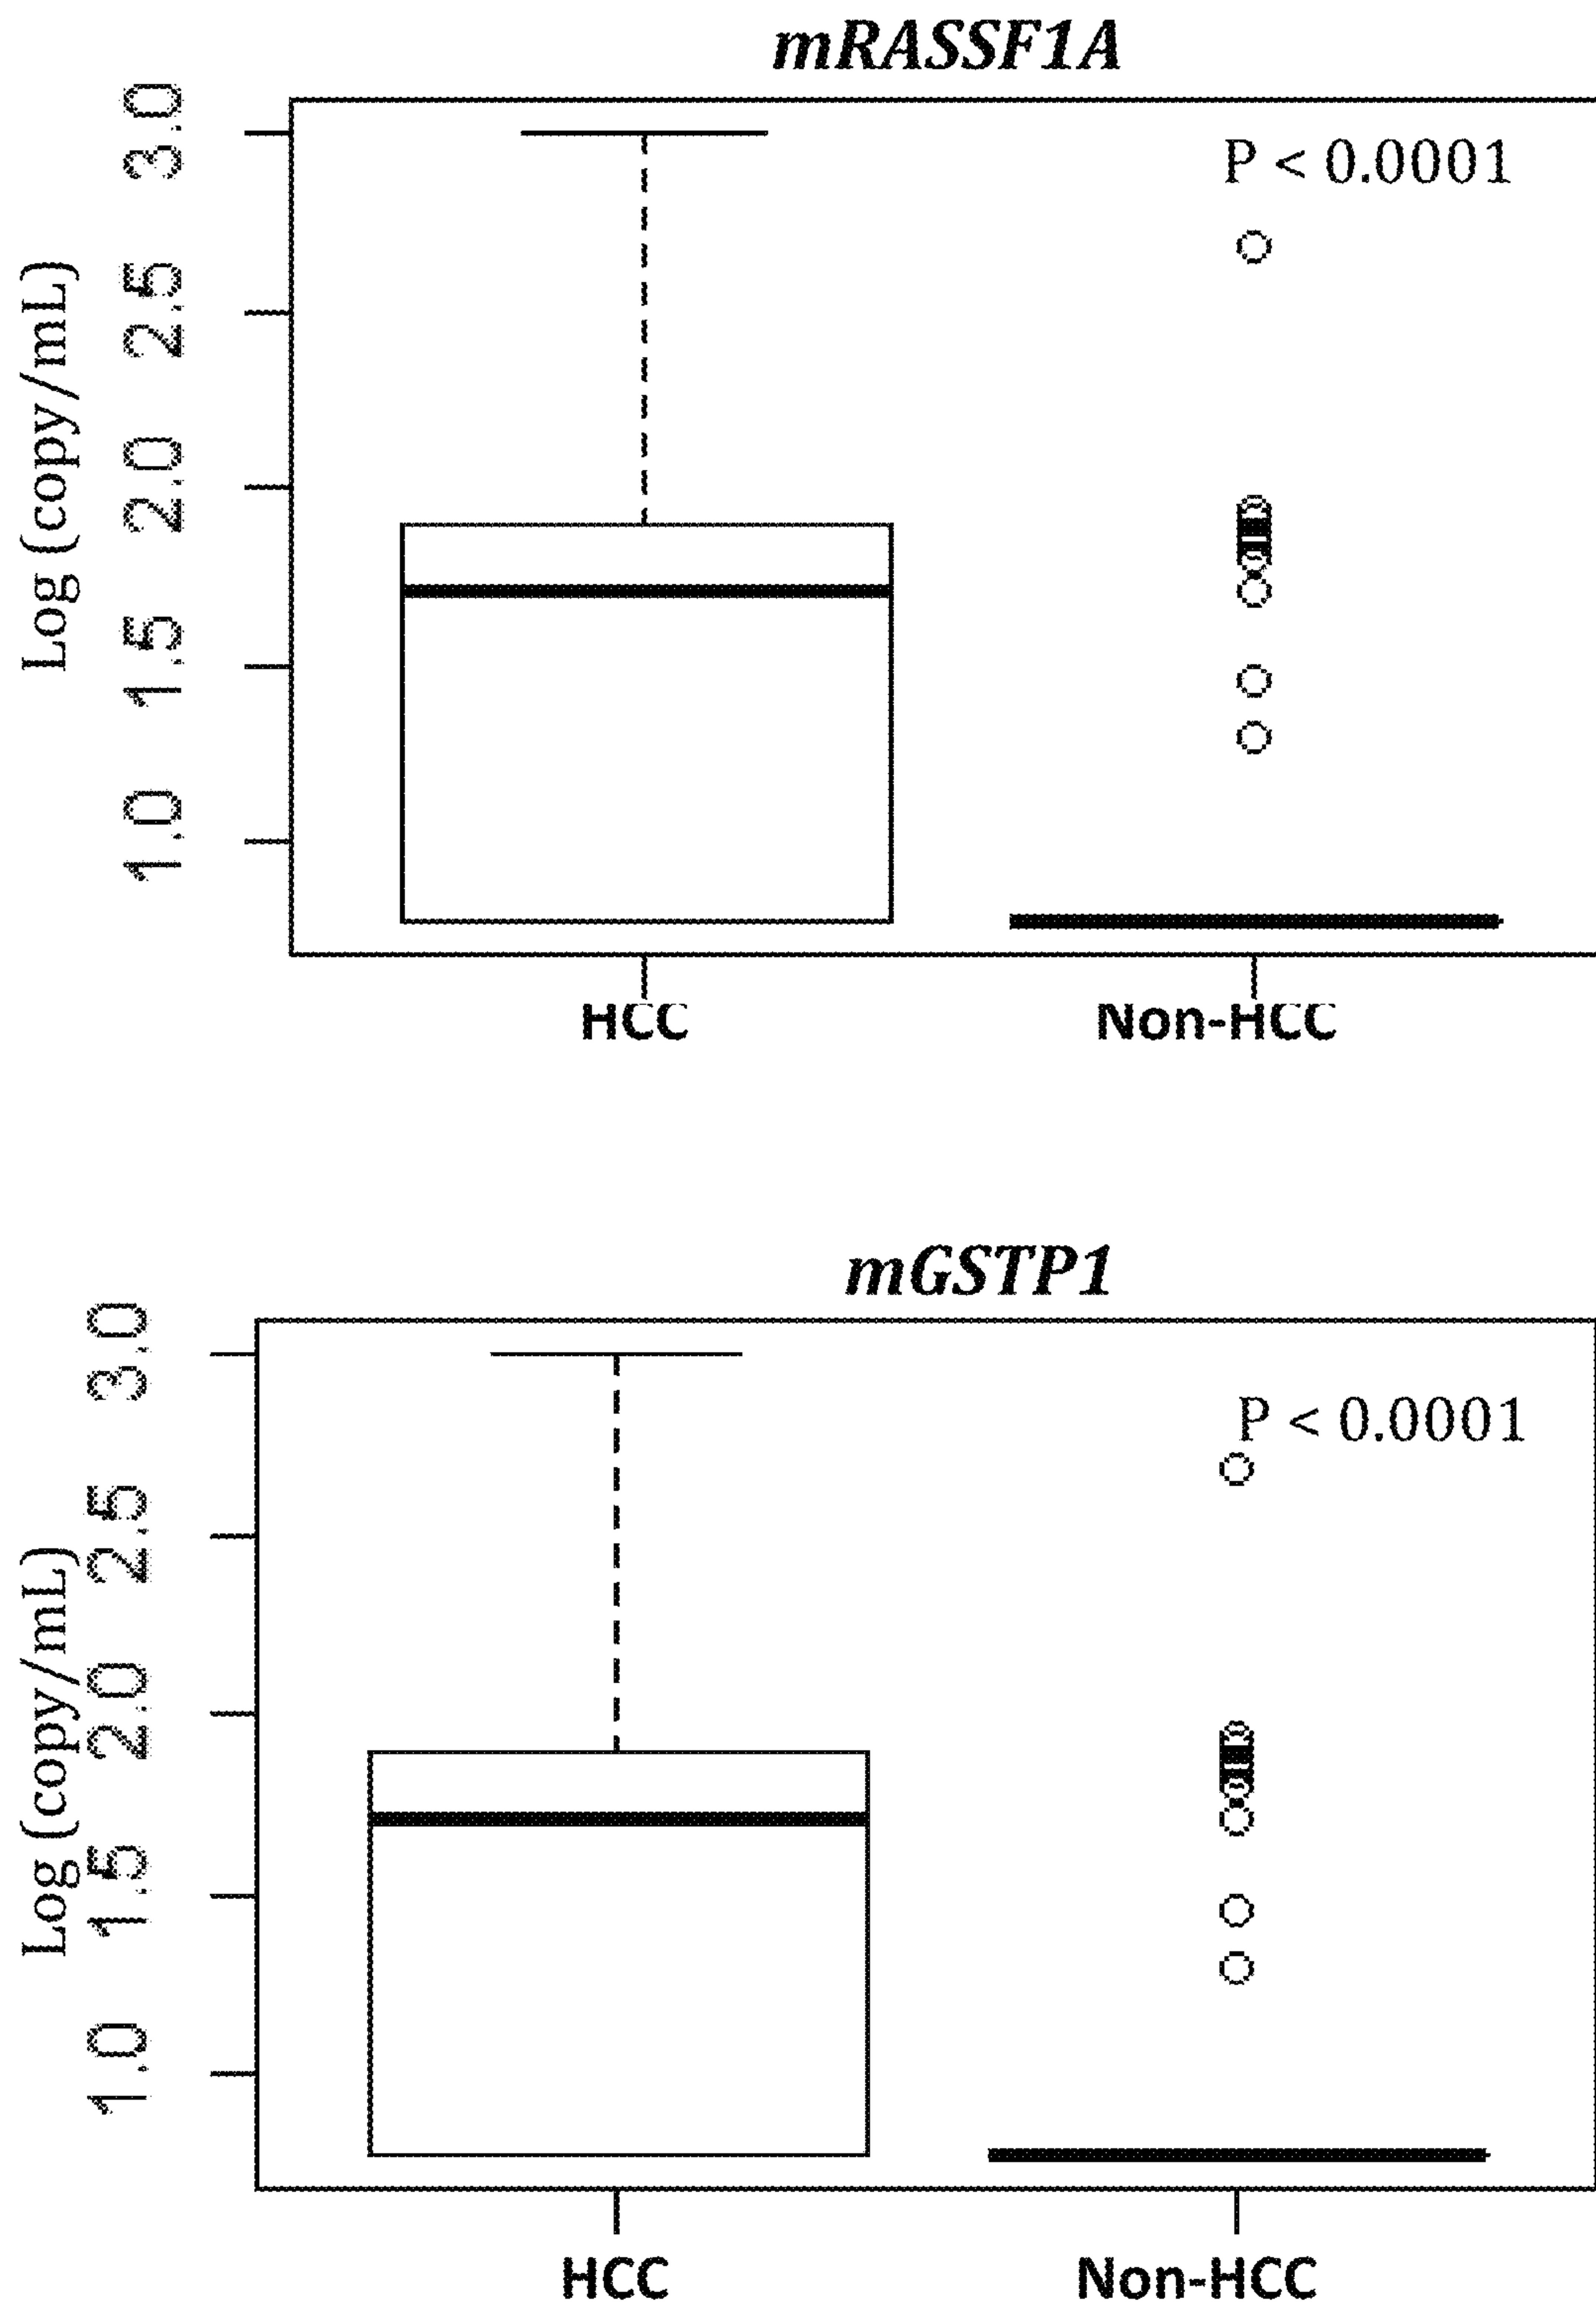 mRASSF1A
P < 0.0001
Log (copy/mL)
3.0
2.5
2.0
1.5
1.0
HCC
Non-HCC
mGSTP1
P < 0.0001
Log (copy/mL)
3.0
2.5
2.0
1.5
1.0
HCC
Non-HCC